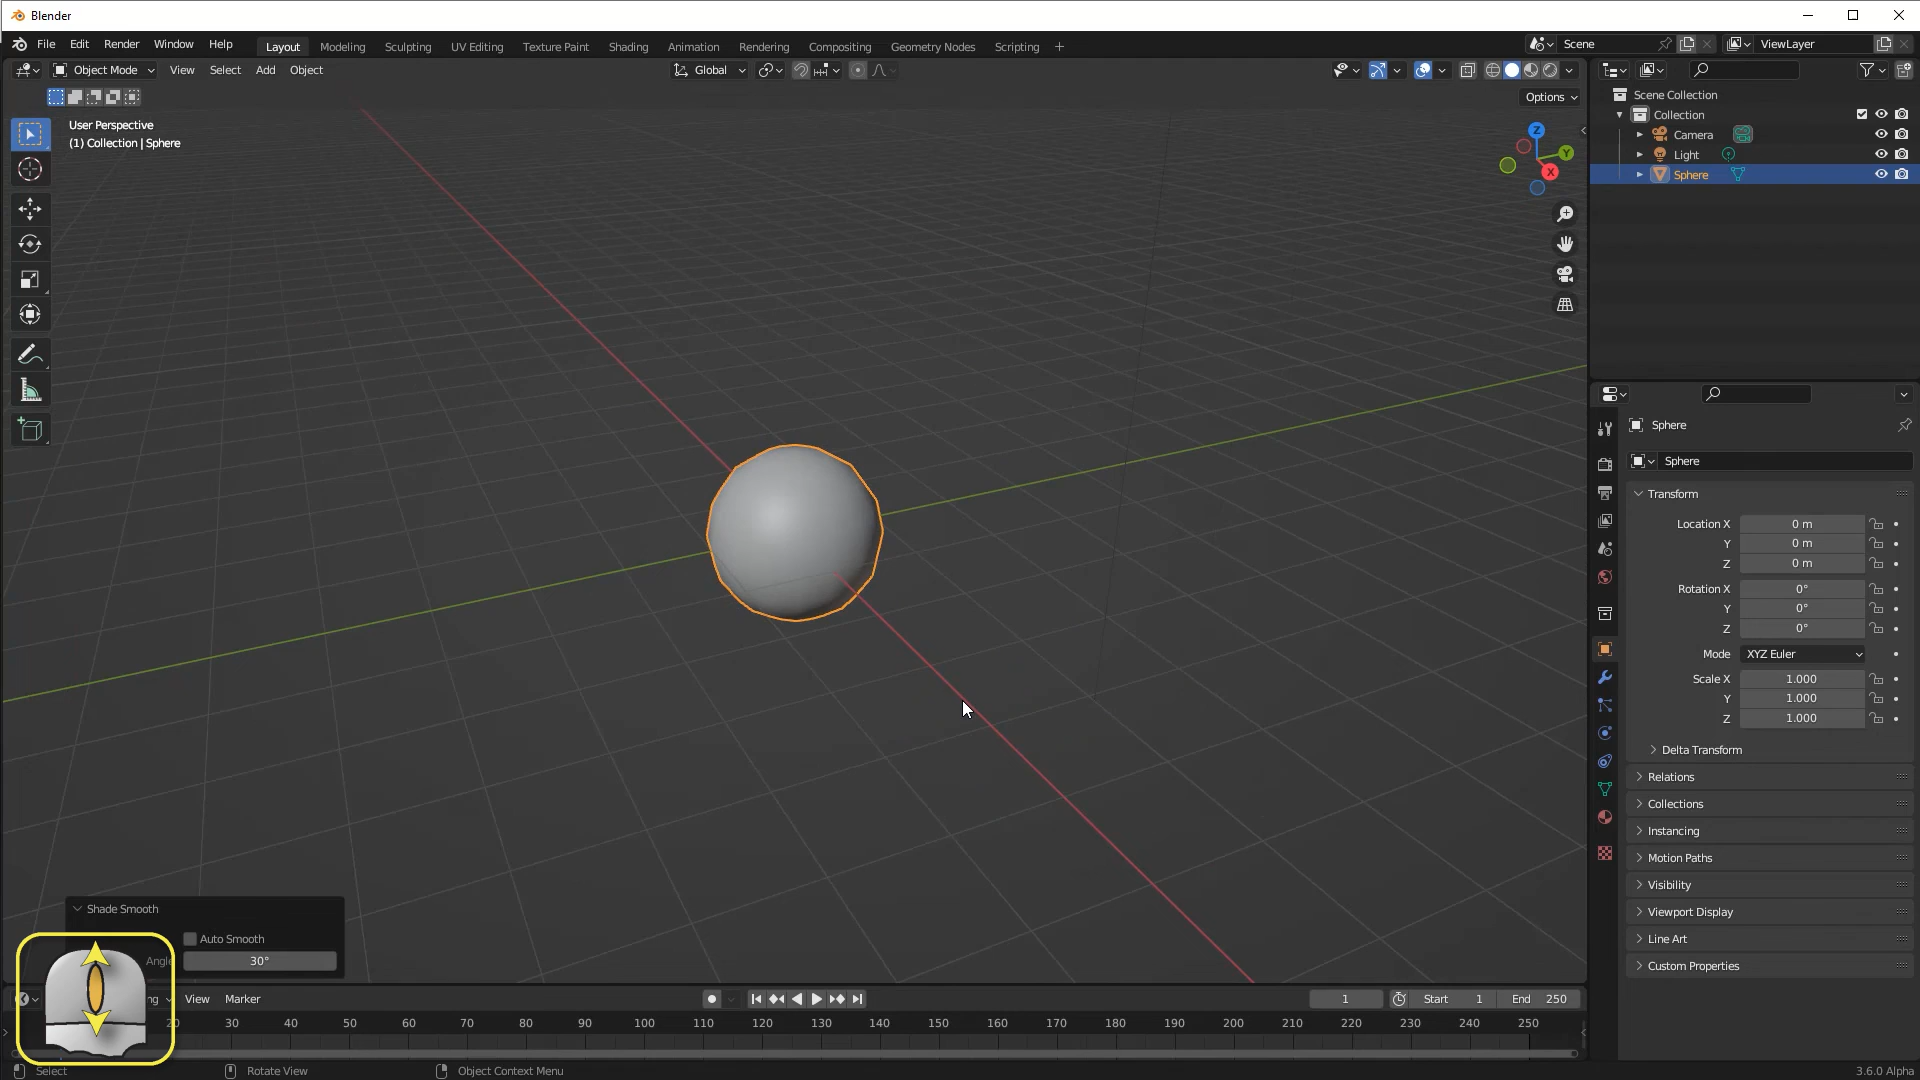 Blender
File Edit Render Window Help Layout Modeling Sculpting UV Editing Texture Paint Shading Animation Rendering Compositing Geometry Nodes Scripting + Scene ViewLayer
Object Mode View Select Add Object Global
Options
User Perspective
(1) Collection | Sphere
Z
Y
X
Scene Collection
Collection
Camera
Light
Sphere
Sphere
Sphere
Transform
Location X 0 m
Y 0 m
Z 0 m
Rotation X 0°
Y 0°
Z 0°
Mode XYZ Euler
Scale X 1.000
Y 1.000
Z 1.000
Delta Transform
Relations
Collections
Instancing
Motion Paths
Visibility
Viewport Display
Line Art
Custom Properties
Shade Smooth
Auto Smooth
Angle 30°
View Marker 1 Start 1 End 250
20 30 40 50 60 70 80 90 100 110 120 130 140 150 160 170 180 190 200 210 220 230 240 250
Select Rotate View Object Context Menu 3.6.0 Alpha